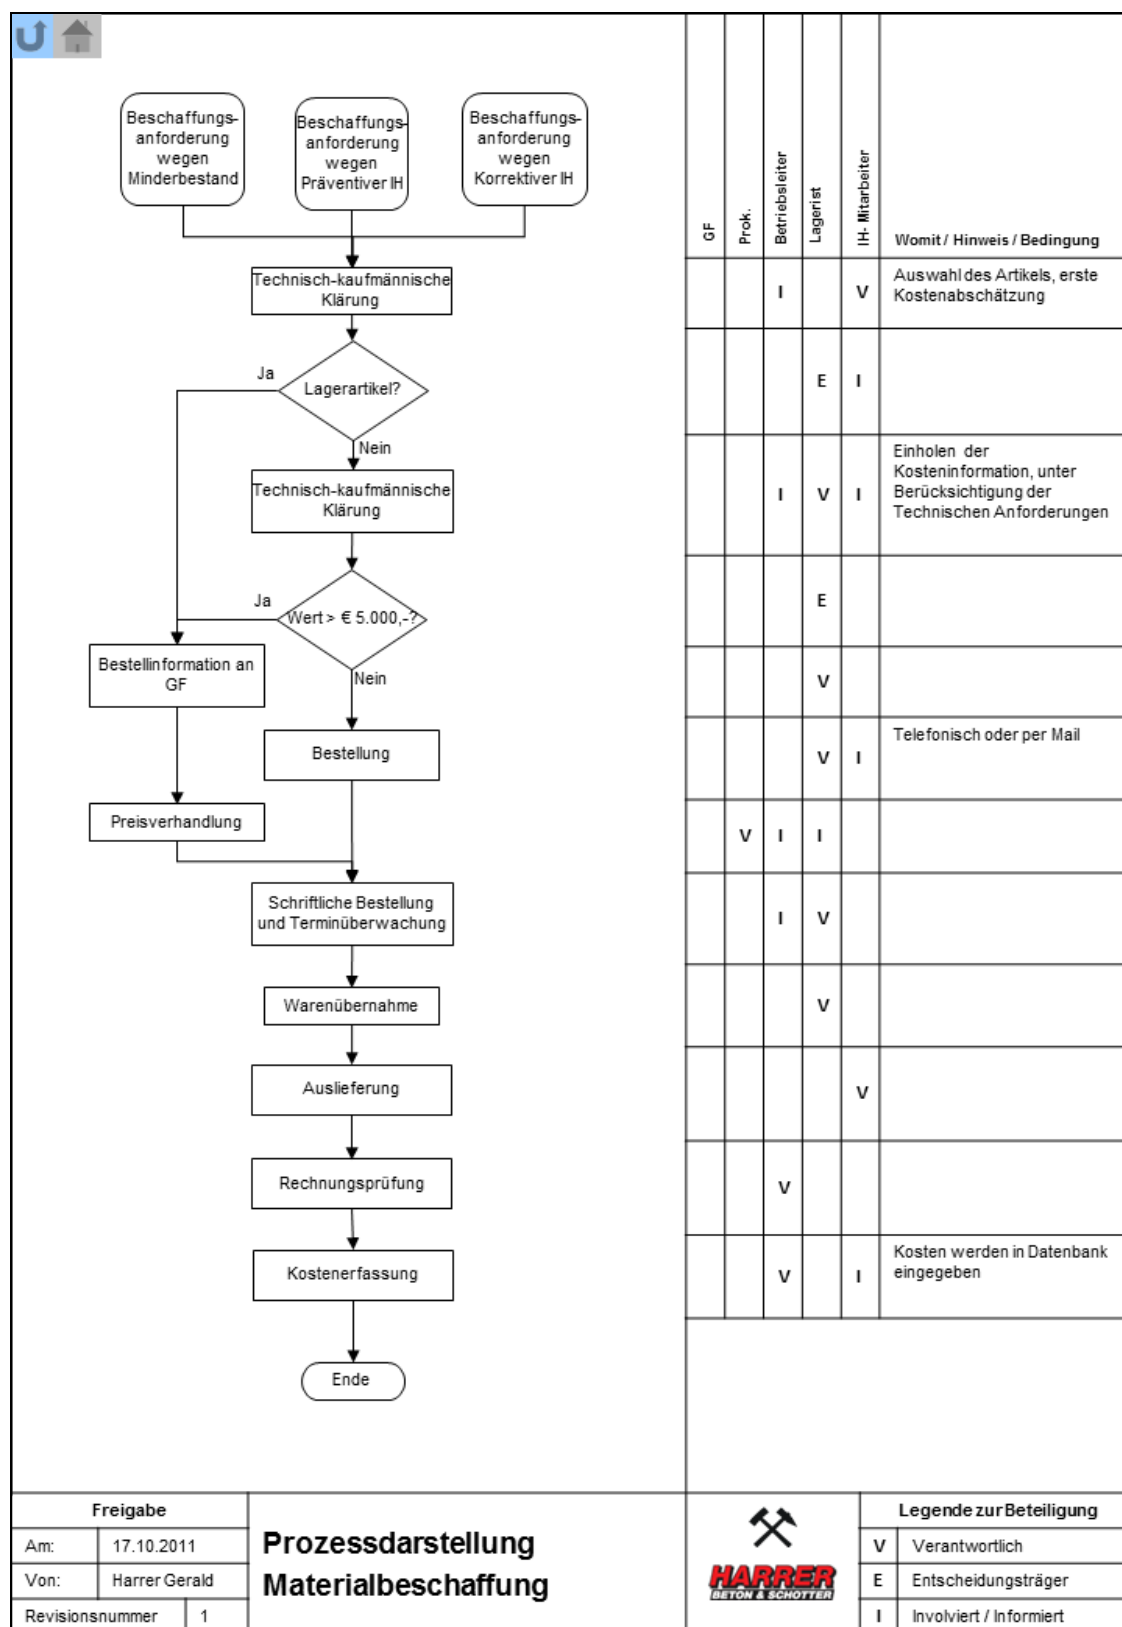 Beschaffungs-
anforderung
wegen
Minderbestand
Beschaffungs-
anforderung
wegen
Präventiver IH
Beschaffungs-
anforderung
wegen
Korrektiver IH
GF
Prok.
Betriebsleiter
Lagerist
IH- Mitarbeiter
Womit / Hinweis / Bedingung
Technisch-kaufmännische
Klärung
I
V
Auswahl des Artikels, erste
Kostenabschätzung
Ja
Lagerartikel?
Nein
E
I
Technisch-kaufmännische
Klärung
I
V
I
Einholen der
Kosteninformation, unter
Berücksichtigung der
Technischen Anforderungen
Ja
Wert > € 5.000,-?
Nein
E
Bestellinformation an
GF
V
Bestellung
V
I
Telefonisch oder per Mail
Preisverhandlung
V
I
I
Schriftliche Bestellung
und Terminüberwachung
I
V
Warenübernahme
V
Auslieferung
V
Rechnungsprüfung
V
Kostenerfassung
V
I
Kosten werden in Datenbank
eingegeben
Ende
Freigabe
Am:
17.10.2011
Von:
Harrer Gerald
Revisionsnummer
1
Prozessdarstellung
Materialbeschaffung
HARRER
BETON & SCHOTTER
Legende zur Beteiligung
V
Verantwortlich
E
Entscheidungsträger
I
Involviert / Informiert